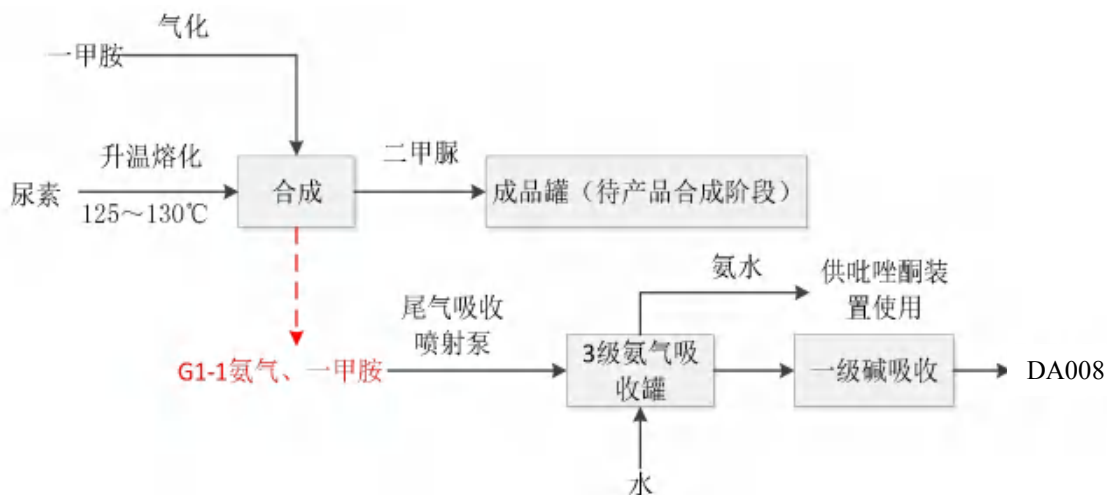 气化
一甲胺
升温熔化
二甲脲
尿素
合成
成品罐（待产品合成阶段）
125～130℃
氨水
供吡唑酮装
置使用
尾气吸收
喷射泵
G1-1氨气、一甲胺
3级氨气吸
收罐
一级碱吸收
DA008
水